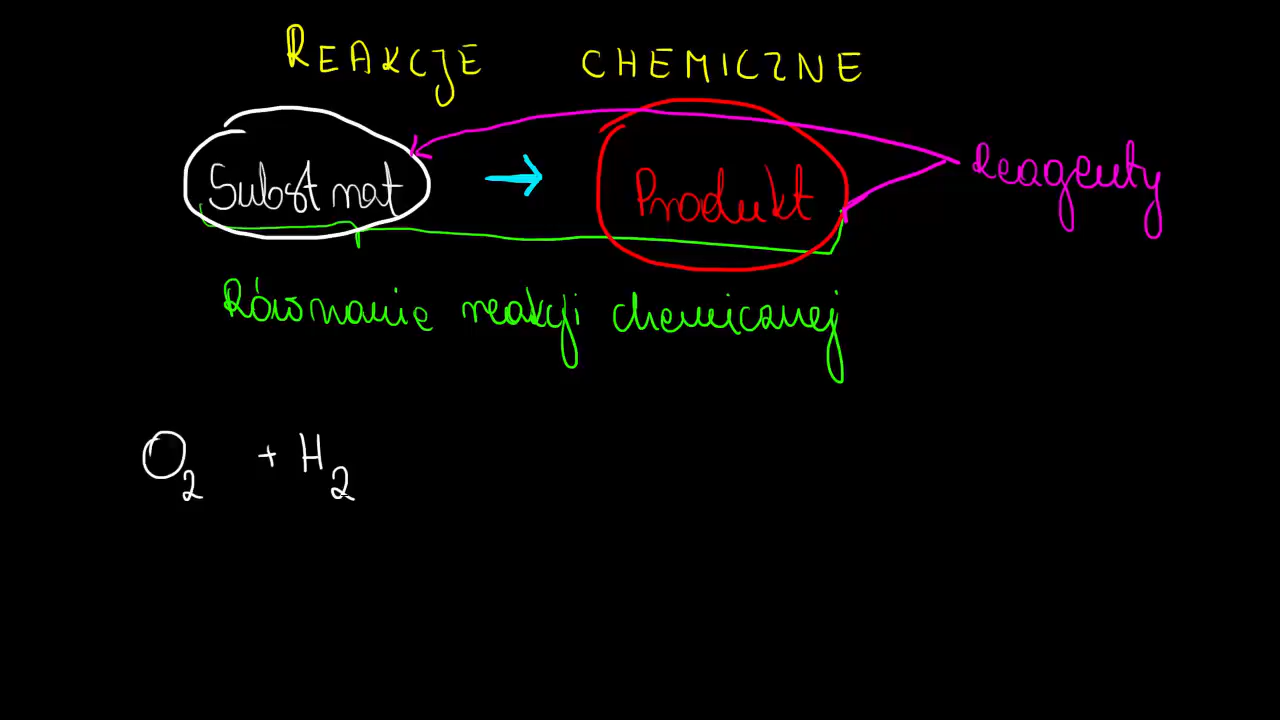 REAKCJE CHEMICZNE
Substrat → Produkt Reagenty
Równanie reakcji chemicznej
O₂ + H₂